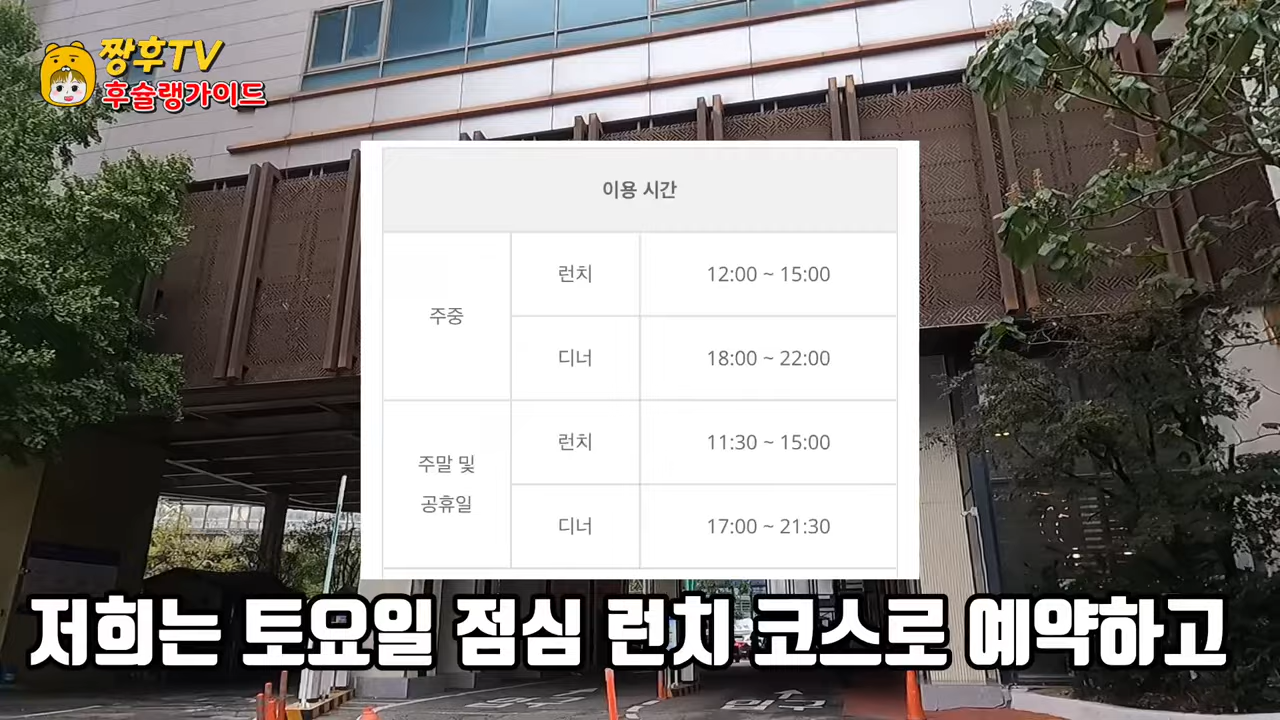 짱후TV
후슐랭가이드
이용 시간
주중
런치
12:00 ~ 15:00
디너
18:00 ~ 22:00
주말 및
공휴일
런치
11:30 ~ 15:00
디너
17:00 ~ 21:30
저희는 토요일 점심 런치 코스로 예약하고
입구